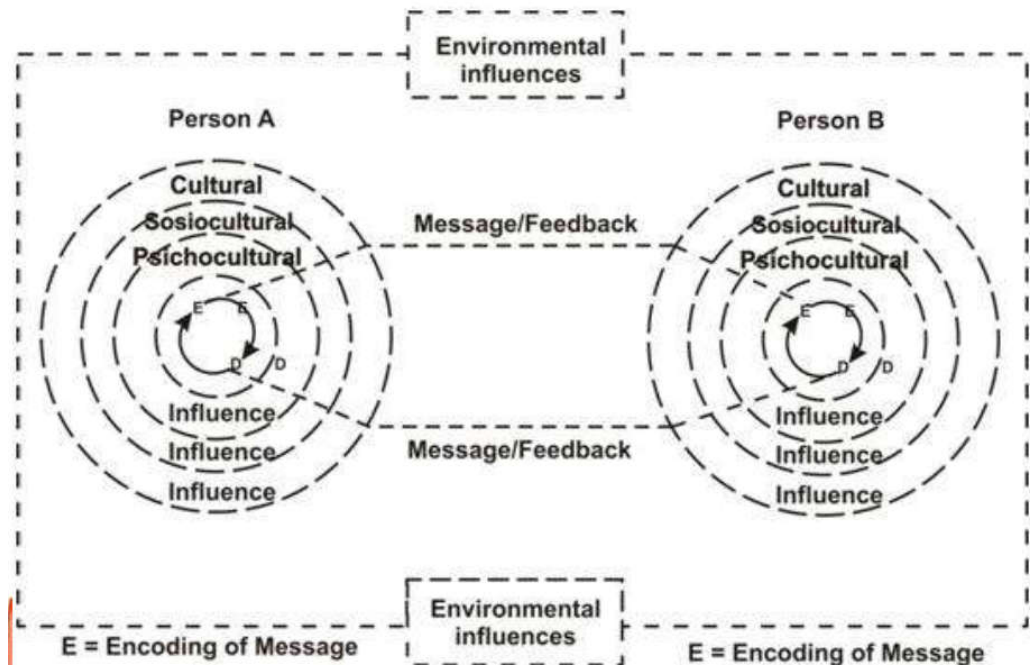 Environmental
influences
Person A
Person B
Cultural
Cultural
Sosiocultural
Sosiocultural
Message/Feedback
Psichocultural
Psichocultural
E E
E E
D D
D D
Influence
Influence
Message/Feedback
Influence
Influence
Influence
Influence
Environmental
influences
E = Encoding of Message
E = Encoding of Message